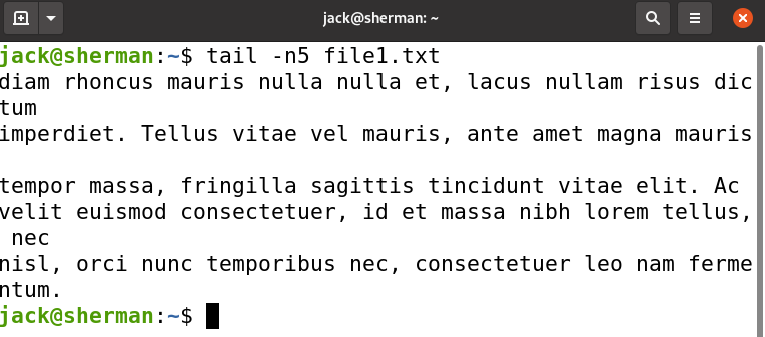 jack@sherman: ~
jack@sherman:~$ tail -n5 file1.txt
diam rhoncus mauris nulla nulla et, lacus nullam risus dic
tum
imperdiet. Tellus vitae vel mauris, ante amet magna mauris
tempor massa, fringilla sagittis tincidunt vitae elit. Ac
velit euismod consectetuer, id et massa nibh lorem tellus,
nec
nisl, orci nunc temporibus nec, consectetuer leo nam ferme
ntum.
jack@sherman:~$